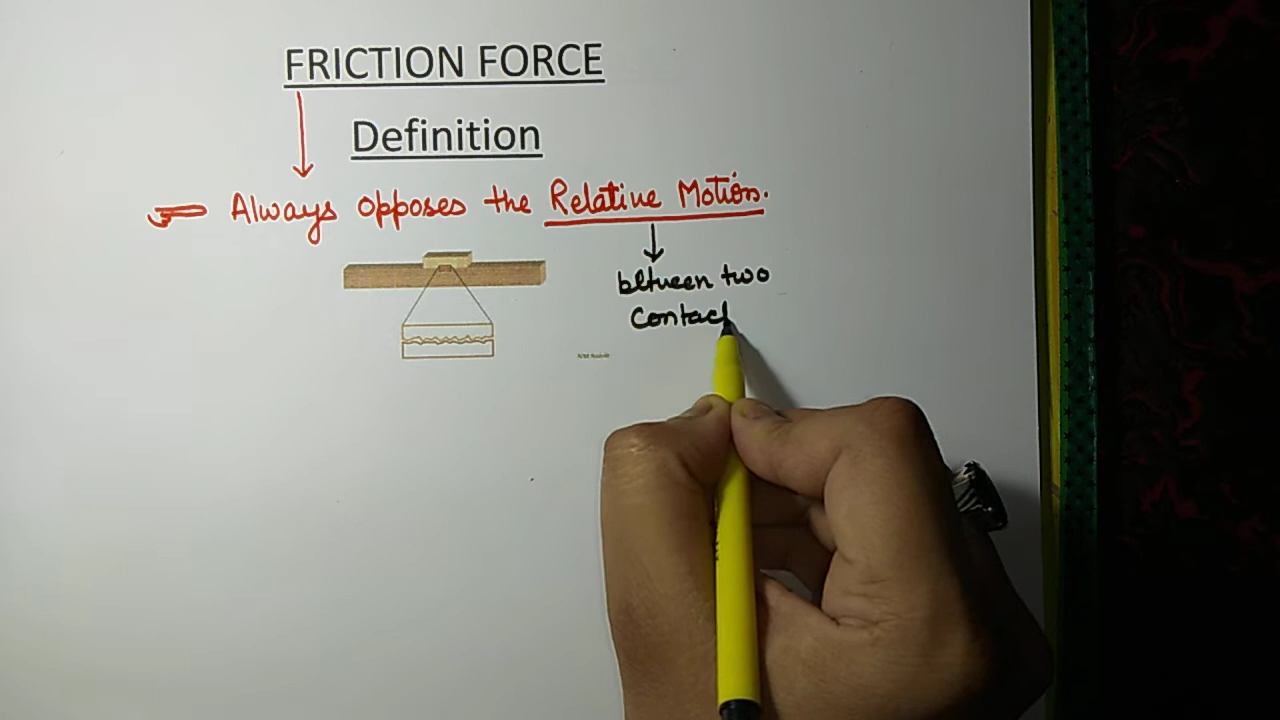 FRICTION FORCE
Definition
Always opposes the Relative Motion.
between two
Contact